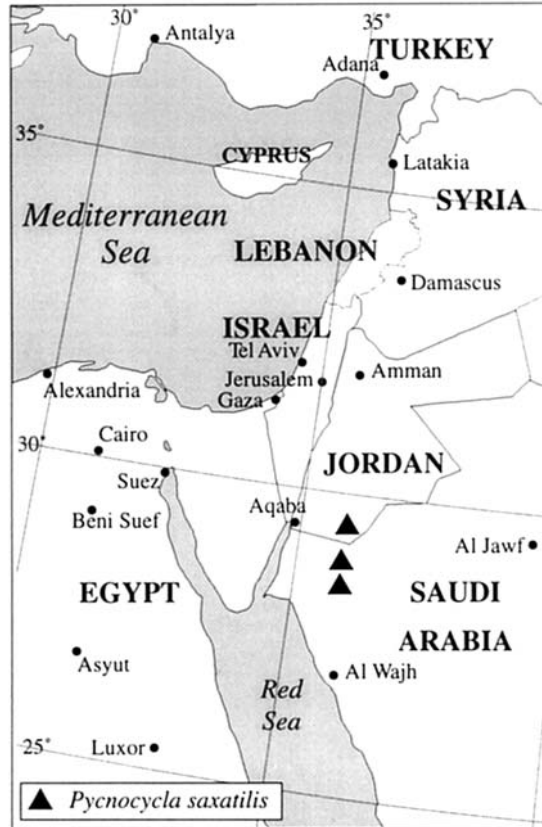 30°
35°
Antalya
TURKEY
Adana
35°
CYPRUS
Latakia
SYRIA
Mediterranean
Sea
LEBANON
Damascus
ISRAEL
Tel Aviv
Jerusalem
Amman
Alexandria
Gaza
30°
Cairo
JORDAN
Suez
Aqaba
Beni Suef
Al Jawf
EGYPT
SAUDI
ARABIA
Asyut
Al Wajh
Red
Sea
25°
Luxor
Pycnocycla saxatilis